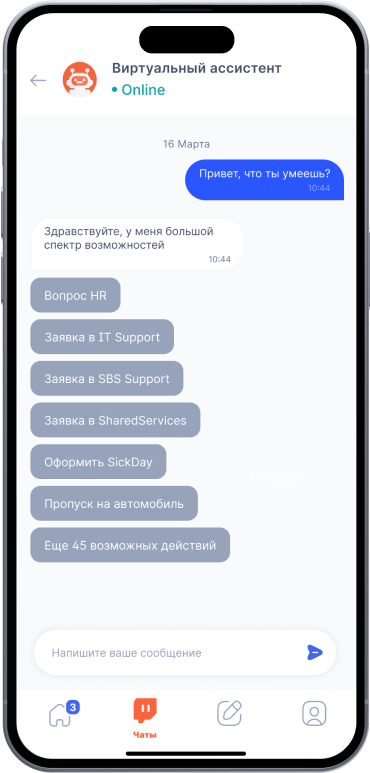 Виртуальный ассистент
Online
16 Марта
Привет, что ты умеешь?
10:44
Здравствуйте, у меня большой
спектр возможностей
10:44
Вопрос HR
Заявка в IT Support
Заявка в SBS Support
Заявка в SharedServices
Оформить SickDay
Пропуск на автомобиль
Еще 45 возможных действий
Напишите ваше сообщение
3
Чаты